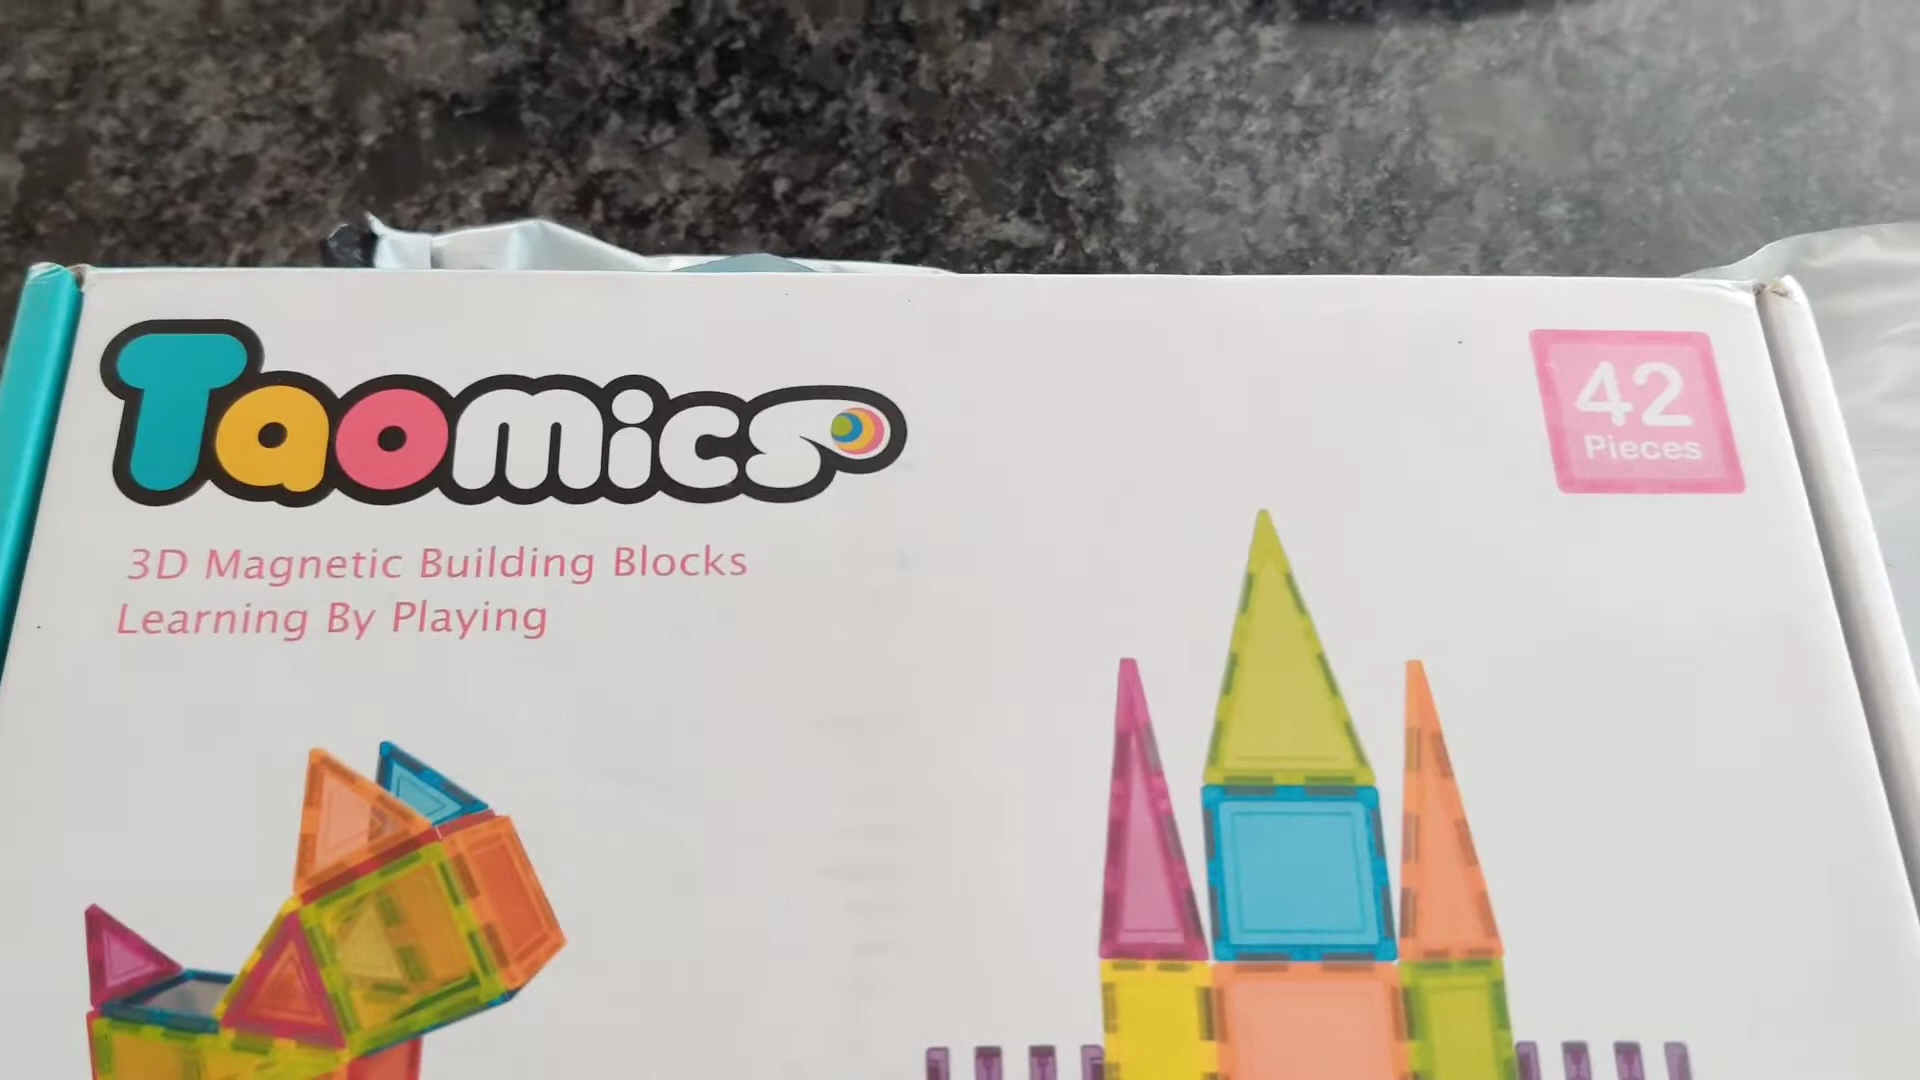 Taomics
42
Pieces
3D Magnetic Building Blocks
Learning By Playing